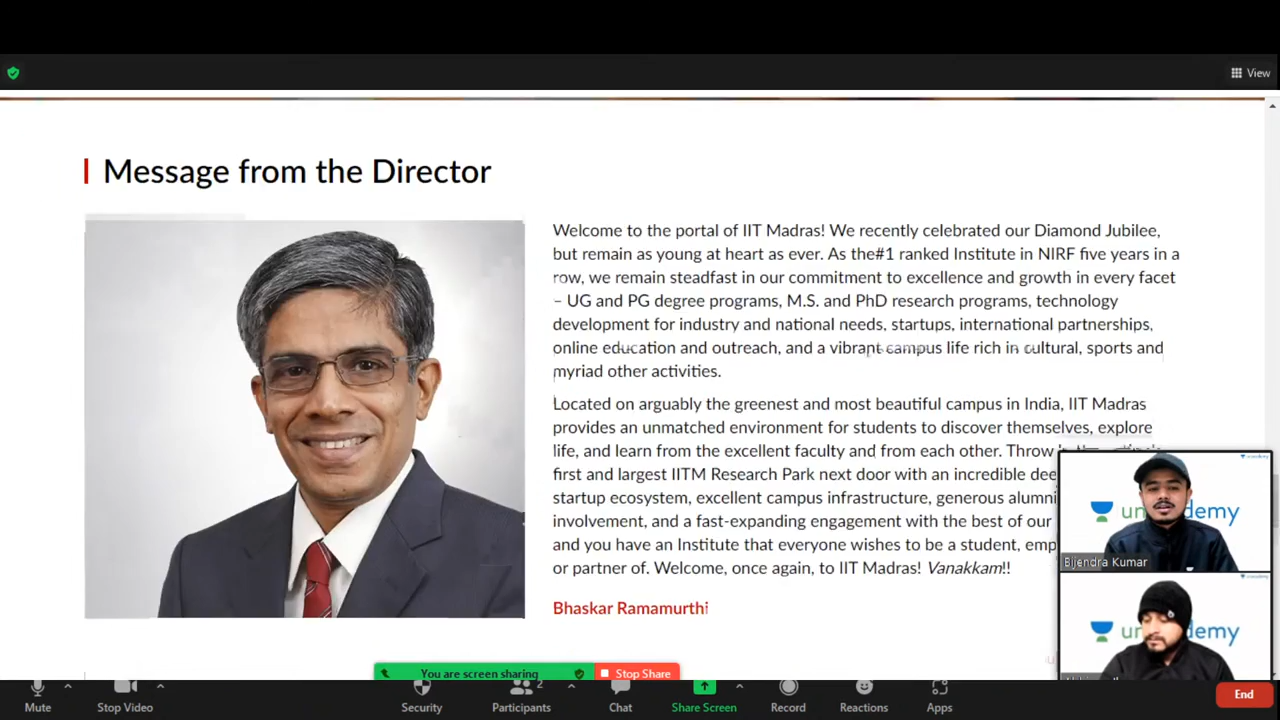 View
Message from the Director
Welcome to the portal of IIT Madras! We recently celebrated our Diamond Jubilee,
but remain as young at heart as ever. As the#1 ranked Institute in NIRF five years in a
row, we remain steadfast in our commitment to excellence and growth in every facet
– UG and PG degree programs, M.S. and PhD research programs, technology
development for industry and national needs, startups, international partnerships,
online education and outreach, and a vibrant campus life rich in cultural, sports and
myriad other activities.
Located on arguably the greenest and most beautiful campus in India, IIT Madras
provides an unmatched environment for students to discover themselves, explore
life, and learn from the excellent faculty and from each other. Throw
first and largest IITM Research Park next door with an incredible
startup ecosystem, excellent campus infrastructure, generous alumni
involvement, and a fast-expanding engagement with the best of our
and you have an Institute that everyone wishes to be a student,
or partner of. Welcome, once again, to IIT Madras! Vanakkam!!
Bhaskar Ramamurthi
Bijendra Kumar
You are screen sharing
Stop Share
Mute
Stop Video
Security
2
Participants
Chat
Share Screen
Record
Reactions
Apps
End